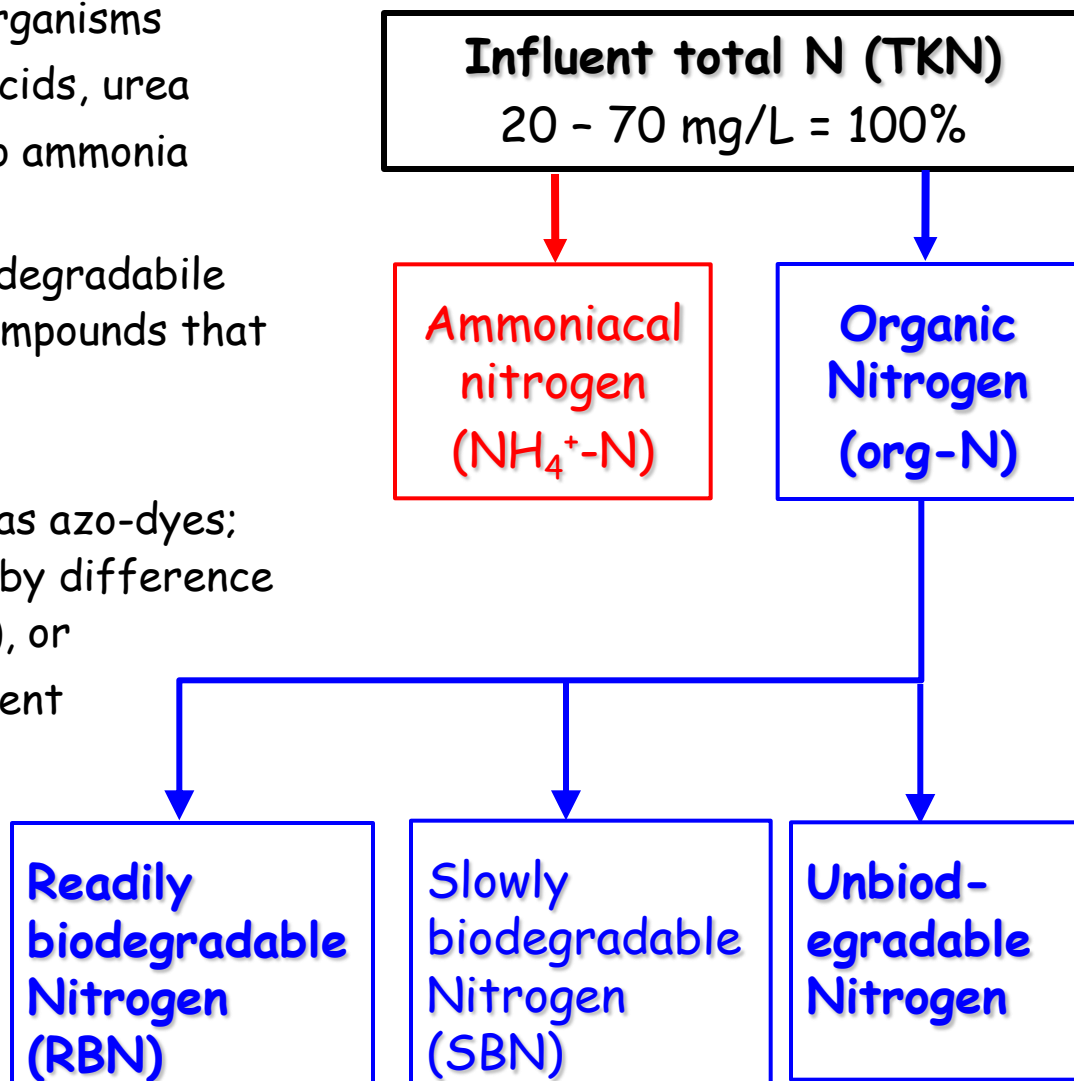 rganisms
cids, urea
o ammonia
degradabile
mpounds that
as azo-dyes;
by difference
), or
ent
Influent total N (TKN)
20 – 70 mg/L = 100%
Ammoniacal
nitrogen
(NH₄⁺-N)
Organic
Nitrogen
(org-N)
Readily
biodegradable
Nitrogen
(RBN)
Slowly
biodegradable
Nitrogen
(SBN)
Unbiod-
egradable
Nitrogen